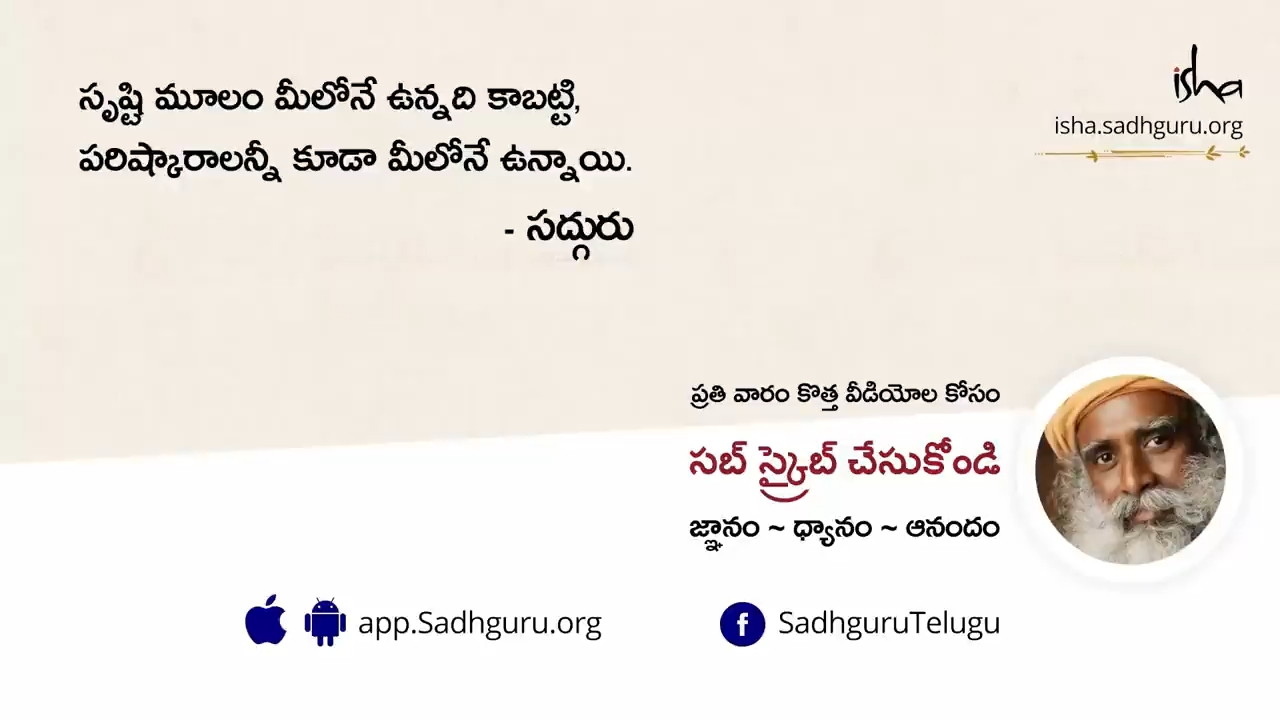 సృష్టి మూలం మీలోనే ఉన్నది కాబట్టి,
పరిష్కారాలన్నీ కూడా మీలోనే ఉన్నాయి.
- సద్గురు
isha
isha.sadhguru.org
ప్రతి వారం కొత్త వీడియోల కోసం
సబ్ స్క్రైబ్ చేసుకోండి
జ్ఞానం ~ ధ్యానం ~ ఆనందం
app.Sadhguru.org
SadhguruTelugu